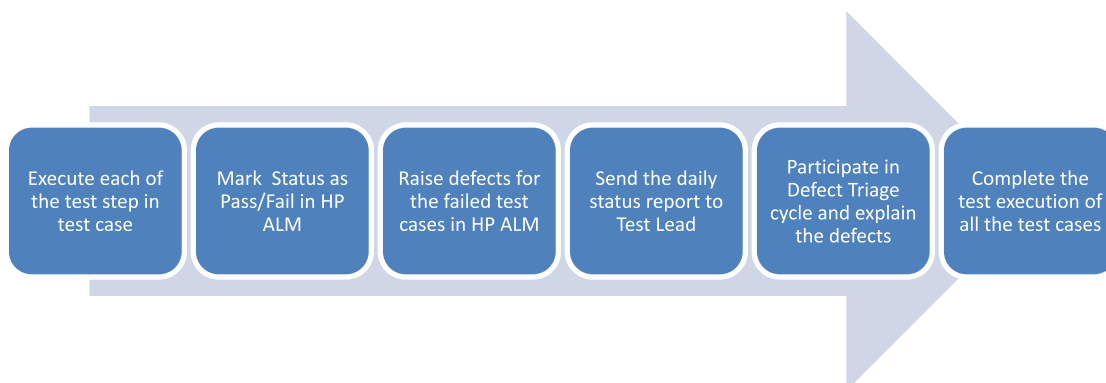 Execute each of
the test step in
test case
Mark  Status as
Pass/Fail in HP
ALM
Raise defects for
the failed test
cases in HP ALM
Send the daily
status report to
Test Lead
Participate in
Defect Triage
cycle and explain
the defects
Complete the
test execution of
all the test cases